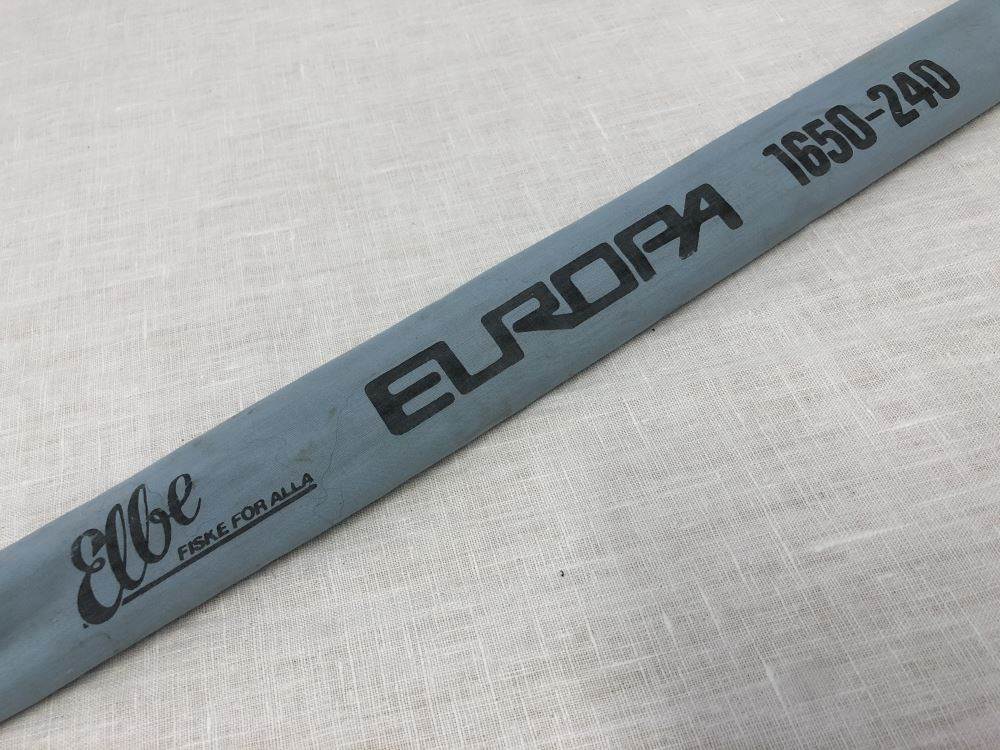 Elbe
FISKE FOR ALLA
EUROPA
1650-240